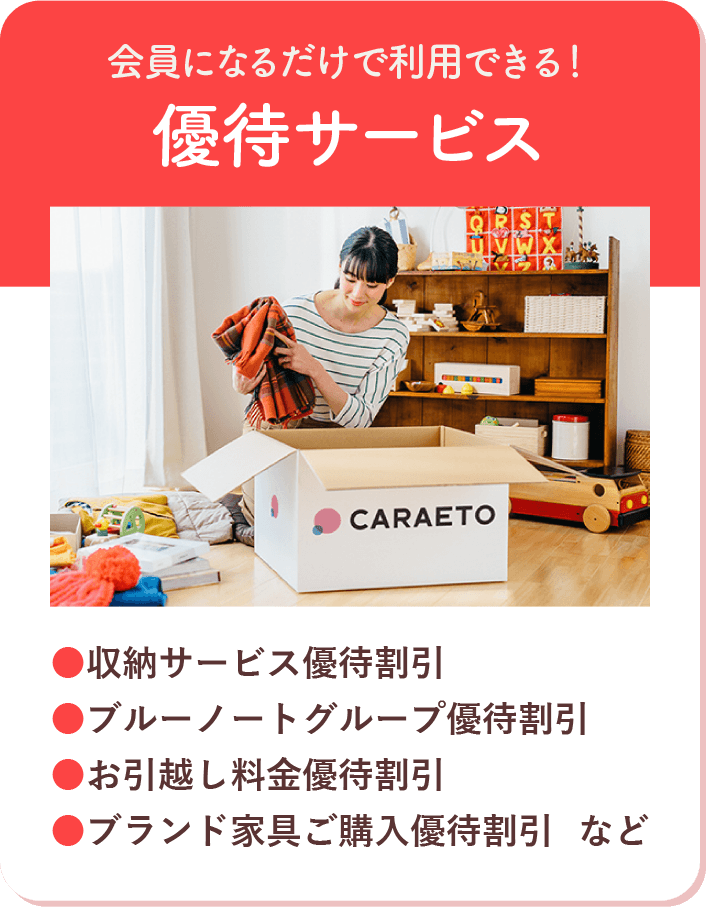 会員になるだけで利用できる!
優待サービス
QRST
UVWX
CARAETO
●収納サービス優待割引
●ブルーノートグループ優待割引
●お引越し料金優待割引
●ブランド家具ご購入優待割引 など